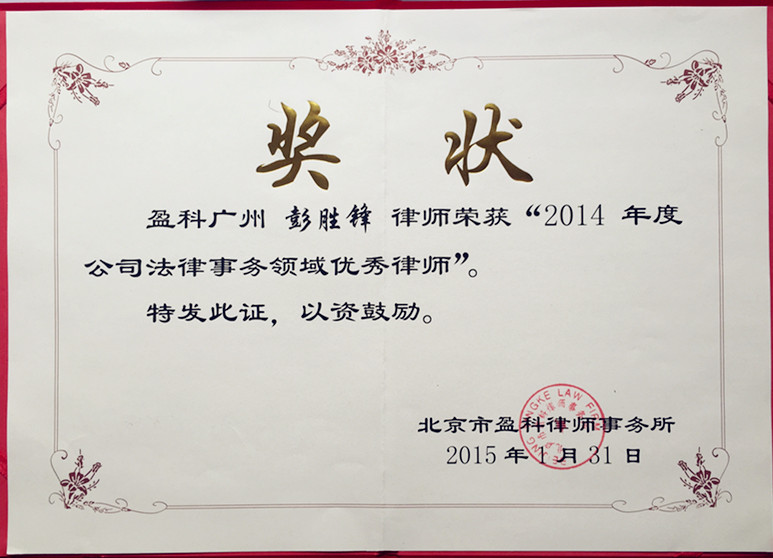 奖 状
盈科广州 彭胜锋 律师荣获“2014 年度
公司法律事务领域优秀律师”。
特发此证，以资鼓励。
北京市盈科律师事务所
2015 年 1 月 31 日